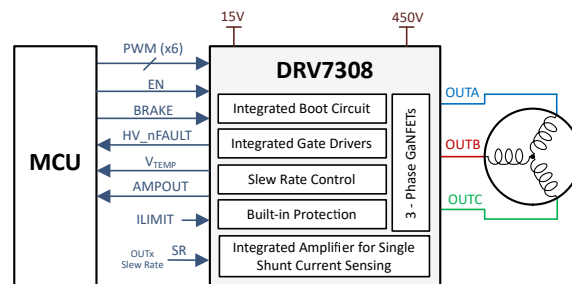 15V
450V
PWM (x6)
DRV7308
EN
OUTA
Integrated Boot Circuit
BRAKE
HV_nFAULT
Integrated Gate Drivers
3 - Phase GaNFETs
OUTB
MCU
VTEMP
Slew Rate Control
AMPOUT
OUTC
ILIMIT
Built-in Protection
OUTx
Slew Rate
SR
Integrated Amplifier for Single
Shunt Current Sensing